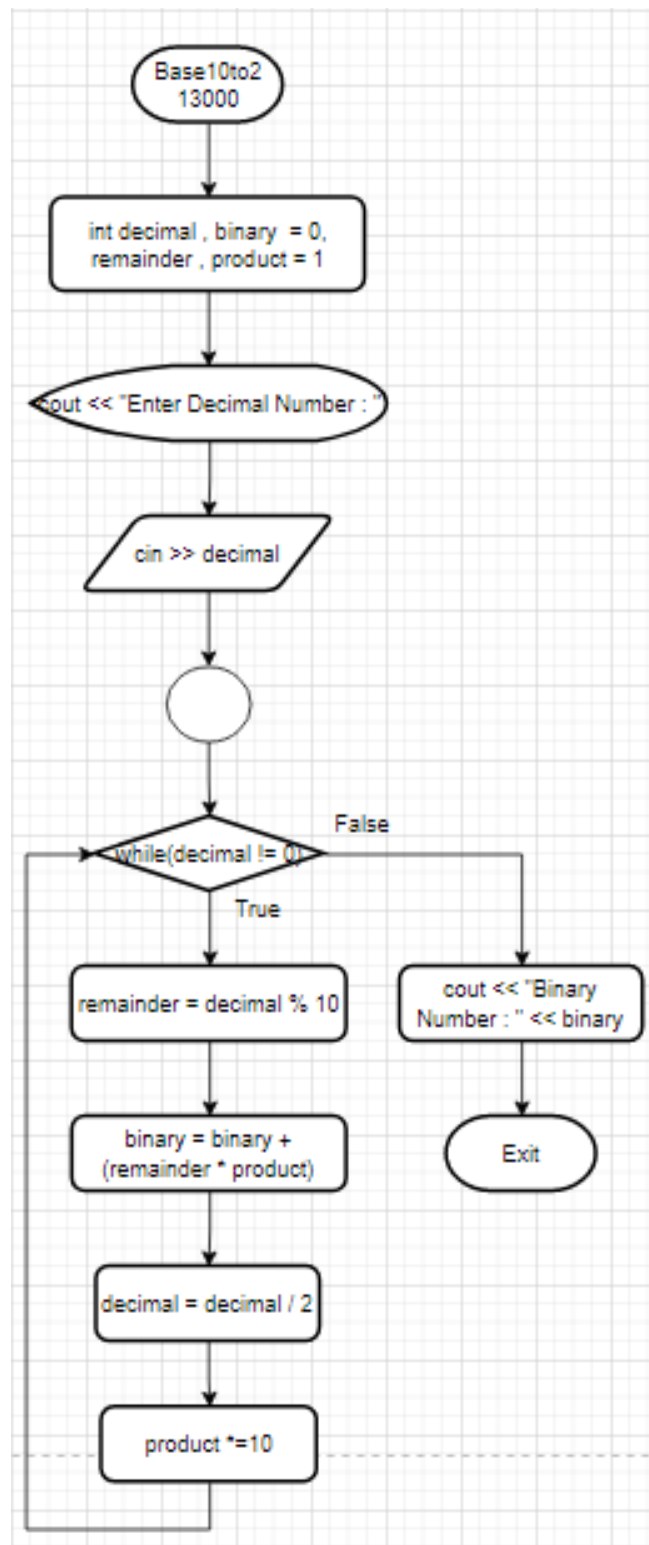 Base10to2
13000
int decimal , binary = 0,
remainder , product = 1
cout << "Enter Decimal Number : "
cin >> decimal
while(decimal != 0)
False
True
remainder = decimal % 10
cout << "Binary
Number : " << binary
binary = binary +
(remainder * product)
Exit
decimal = decimal / 2
product *=10